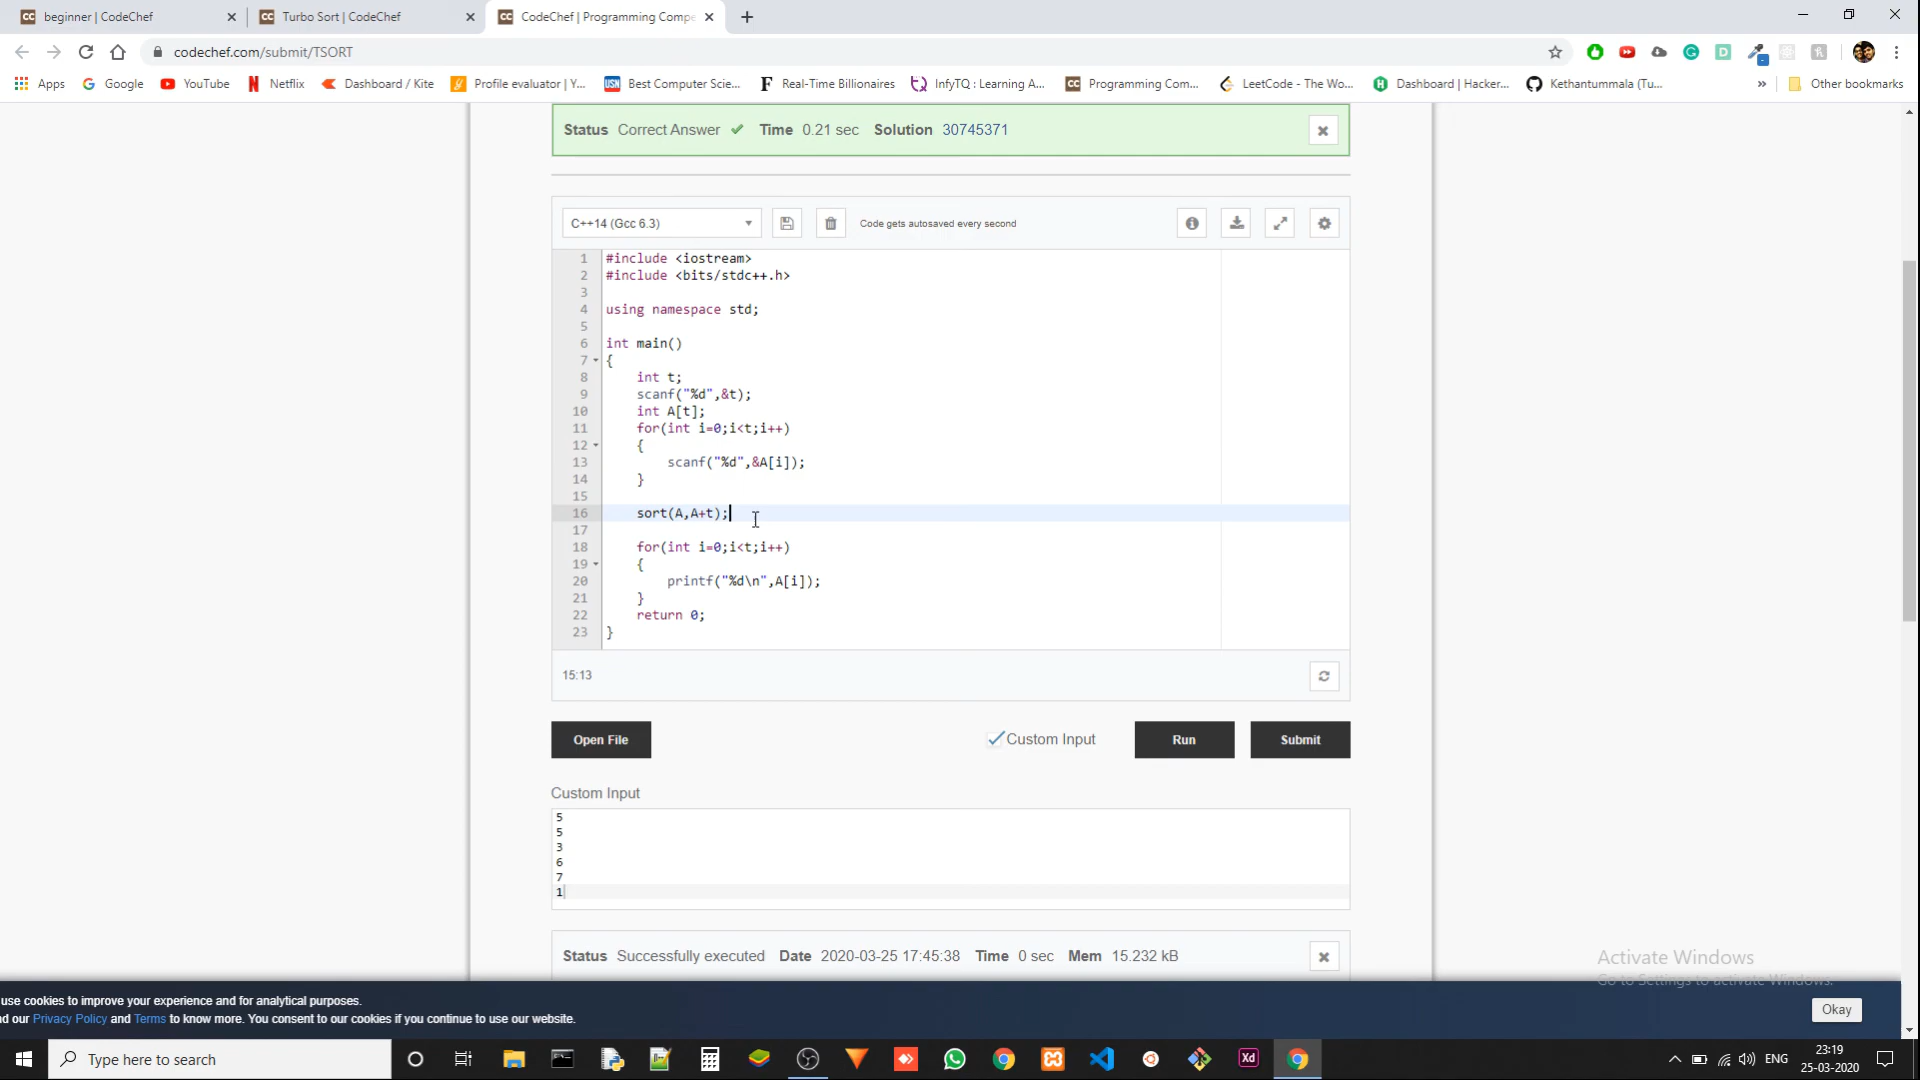 beginner | CodeChef
Turbo Sort | CodeChef
CodeChef | Programming Compe
codechef.com/submit/TSORT
Apps
Google
YouTube
Netflix
Dashboard / Kite
Profile evaluator | Y...
Best Computer Scie...
Real-Time Billionaires
InfyTQ : Learning A...
Programming Com...
LeetCode - The Wo...
Dashboard | Hacker...
Kethantummala (Tu...
» Other bookmarks
Status Correct Answer ✔ Time 0.21 sec Solution 30745371
C++14 (Gcc 6.3)
Code gets autosaved every second
1 #include <iostream>
2 #include <bits/stdc++.h>
3
4 using namespace std;
5
6 int main()
7 {
8 int t;
9 scanf("%d",&t);
10 int A[t];
11 for(int i=0;i<t;i++)
12 {
13 scanf("%d",&A[i]);
14 }
15
16 sort(A,A+t);
17
18 for(int i=0;i<t;i++)
19 {
20 printf("%d\n",A[i]);
21 }
22 return 0;
23 }
15:13
Open File
Custom Input
Run
Submit
Custom Input
5
5
3
6
7
1
Status Successfully executed Date 2020-03-25 17:45:38 Time 0 sec Mem 15.232 kB
Activate Windows
Go to Settings to activate Windows.
use cookies to improve your experience and for analytical purposes.
d our Privacy Policy and Terms to know more. You consent to our cookies if you continue to use our website.
Okay
Type here to search
Xd
ENG
23:19
25-03-2020